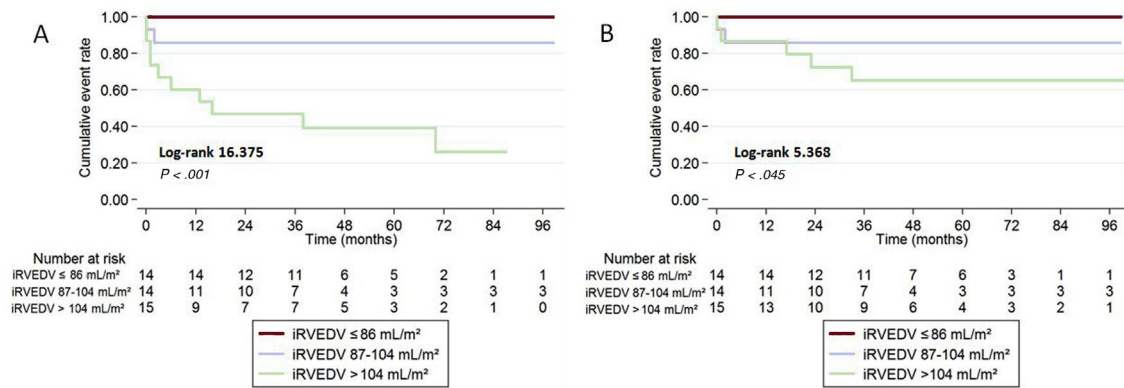 A
Cumulative event rate
1.00
0.80
0.60
0.40
0.20
0.00
Log-rank 16.375
P < .001
0 12 24 36 48 60 72 84 96
Time (months)
Number at risk
iRVEDV ≤ 86 mL/m² 14 14 12 11 6 5 2 1 1
iRVEDV 87-104 mL/m² 14 11 10 7 4 3 3 3 3
iRVEDV > 104 mL/m² 15 9 7 7 5 3 2 1 0
iRVEDV ≤ 86 mL/m²
iRVEDV 87-104 mL/m²
iRVEDV >104 mL/m²
B
Cumulative event rate
1.00
0.80
0.60
0.40
0.20
0.00
Log-rank 5.368
P < .045
0 12 24 36 48 60 72 84 96
Time (months)
Number at risk
iRVEDV ≤ 86 mL/m² 14 14 12 11 7 6 3 1 1
iRVEDV 87-104 mL/m² 14 11 10 7 4 3 3 3 3
iRVEDV > 104 mL/m² 15 13 10 9 6 4 3 2 1
iRVEDV ≤ 86 mL/m²
iRVEDV 87-104 mL/m²
iRVEDV >104 mL/m²